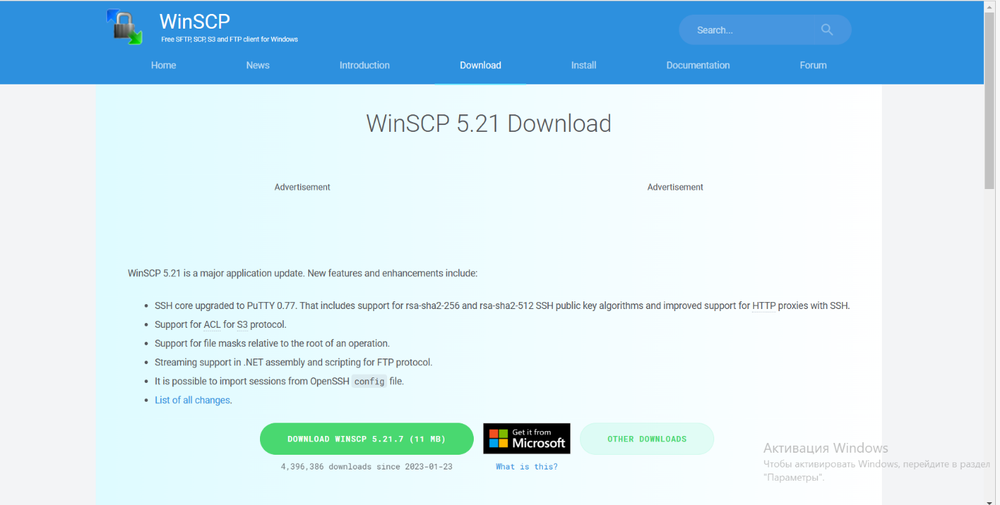 WinSCP
Free SFTP, SCP, S3 and FTP client for Windows
Search...
Home News Introduction Download Install Documentation Forum
WinSCP 5.21 Download
Advertisement Advertisement
WinSCP 5.21 is a major application update. New features and enhancements include:
• SSH core upgraded to PuTTY 0.77. That includes support for rsa-sha2-256 and rsa-sha2-512 SSH public key algorithms and improved support for HTTP proxies with SSH.
• Support for ACL for S3 protocol.
• Support for file masks relative to the root of an operation.
• Streaming support in .NET assembly and scripting for FTP protocol.
• It is possible to import sessions from OpenSSH config file.
• List of all changes.
DOWNLOAD WINSCP 5.21.7 (11 MB)
Get it from
Microsoft
OTHER DOWNLOADS
4,396,386 downloads since 2023-01-23
What is this?
Активация Windows
Чтобы активировать Windows, перейдите в раздел
"Параметры".